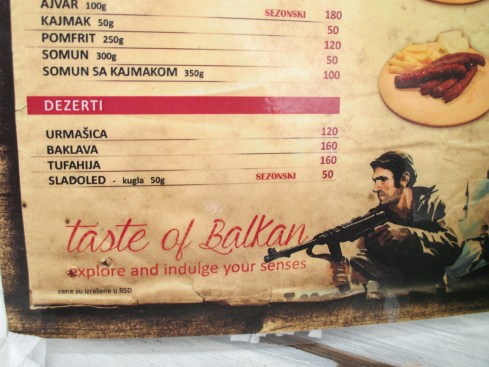 AJVAR 100g SEZONSKI 180
KAJMAK 50g 50
POMFRIT 250g 120
SOMUN 300g 50
SOMUN SA KAJMAKOM 350g 100
DEZERTI
URMAŠICA 120
BAKLAVA 160
TUFAHIJA 160
SLADOLED - kugla 50g SEZONSKI 50
taste of Balkan
explore and indulge your senses
cene su izražene u RSD